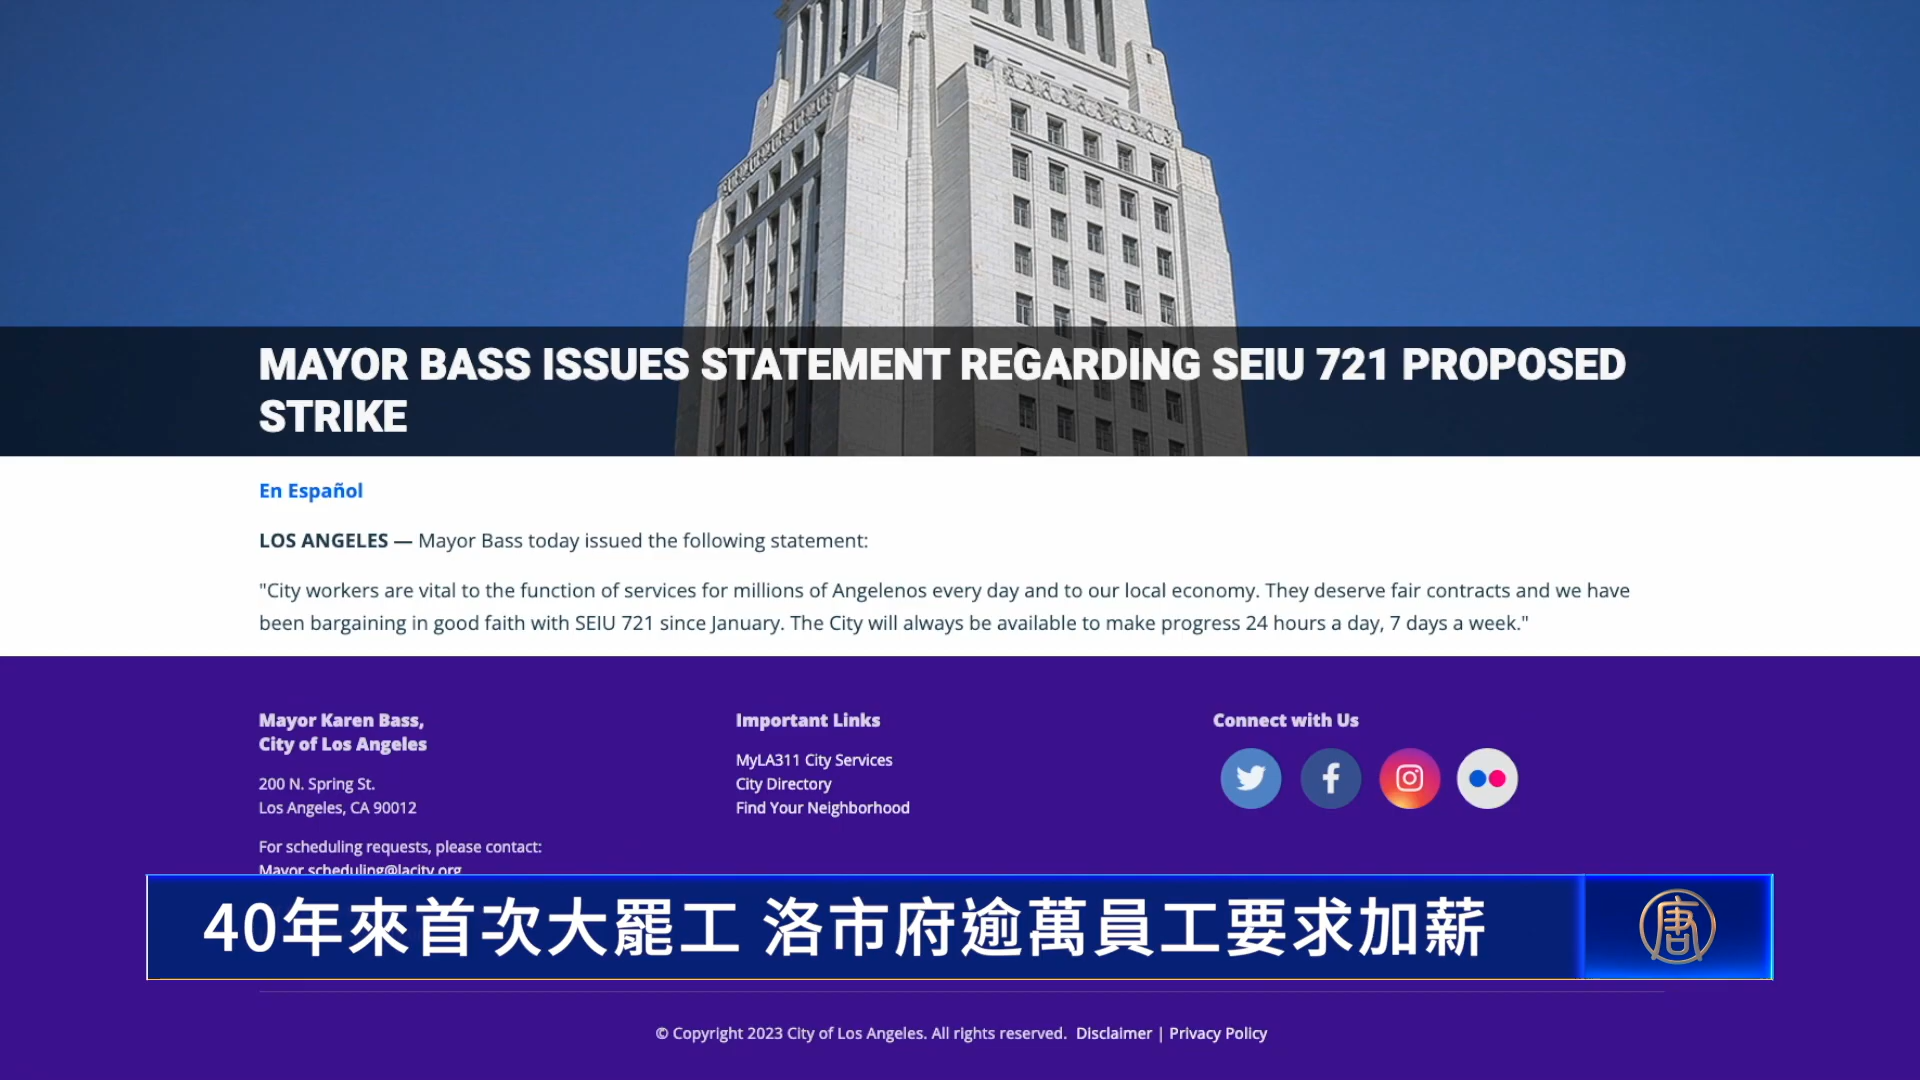 MAYOR BASS ISSUES STATEMENT REGARDING SEIU 721 PROPOSED
STRIKE
En Español
LOS ANGELES — Mayor Bass today issued the following statement:
"City workers are vital to the function of services for millions of Angelenos every day and to our local economy. They deserve fair contracts and we have
been bargaining in good faith with SEIU 721 since January. The City will always be available to make progress 24 hours a day, 7 days a week."
Mayor Karen Bass,
City of Los Angeles
200 N. Spring St.
Los Angeles, CA 90012
For scheduling requests, please contact:
Mayor.scheduling@lacity.org
Important Links
MyLA311 City Services
City Directory
Find Your Neighborhood
Connect with Us
40年來首次大罷工 洛市府逾萬員工要求加薪
唐
© Copyright 2023 City of Los Angeles. All rights reserved. Disclaimer | Privacy Policy